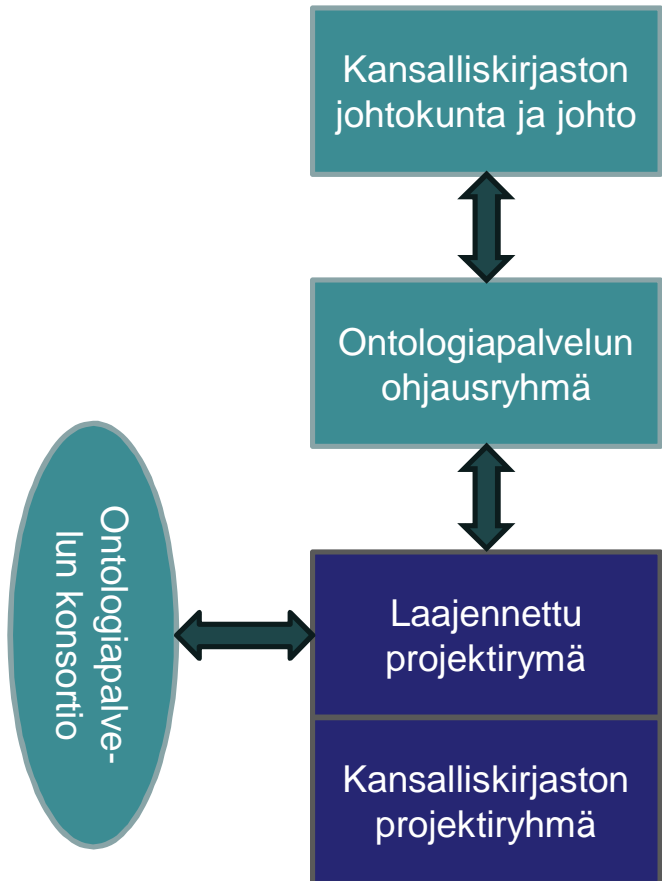 Kansalliskirjaston
johtokunta ja johto
Ontologiapalvelun
ohjausryhmä
Ontologiapalve-
lun konsortio
Laajennettu
projektirymä
Kansalliskirjaston
projektiryhmä